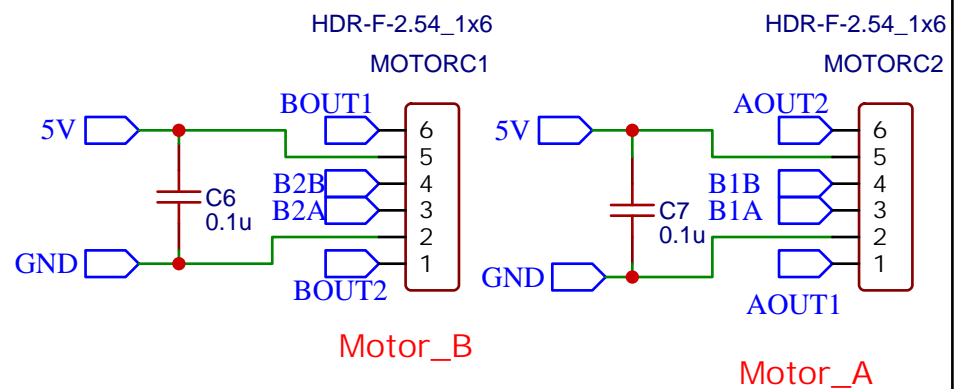 HDR-F-2.54_1x6
MOTORC1
BOUT1
5V
6
5
B2B
4
B2A
3
C6
0.1u
2
GND
1
BOUT2
Motor_B
HDR-F-2.54_1x6
MOTORC2
AOUT2
5V
6
5
B1B
4
B1A
3
C7
0.1u
2
GND
1
AOUT1
Motor_A